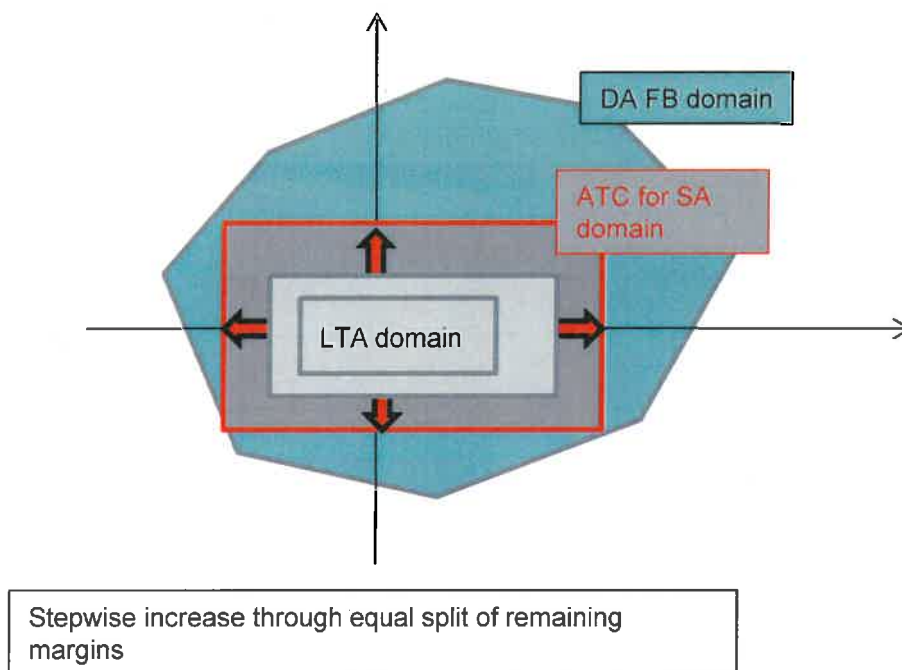 DA FB domain
ATC for SA
domain
LTA domain
Stepwise increase through equal split of remaining
margins